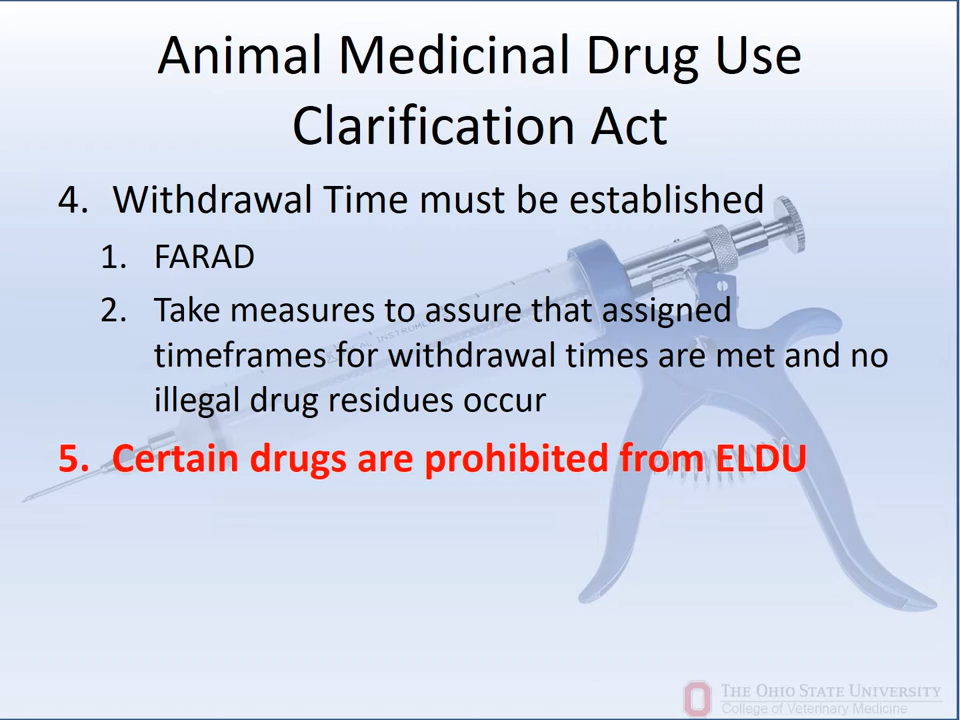 Animal Medicinal Drug Use
Clarification Act
4. Withdrawal Time must be established
1. FARAD
2. Take measures to assure that assigned
timeframes for withdrawal times are met and no
illegal drug residues occur
5. Certain drugs are prohibited from ELDU
THE OHIO STATE UNIVERSITY
College of Veterinary Medicine